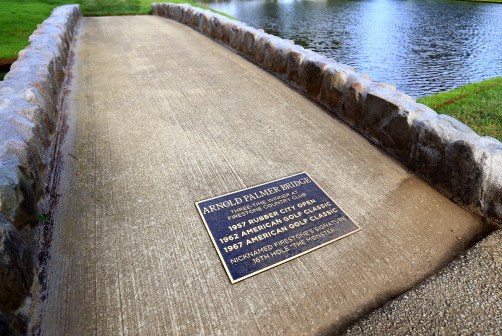 ARNOLD PALMER BRIDGE
THREE-TIME WINNER AT
FIRESTONE COUNTRY CLUB
1957 RUBBER CITY OPEN
1962 AMERICAN GOLF CLASSIC
1967 AMERICAN GOLF CLASSIC
NICKNAMED FIRESTONE'S SIGNATURE
16TH HOLE "THE MONSTER"